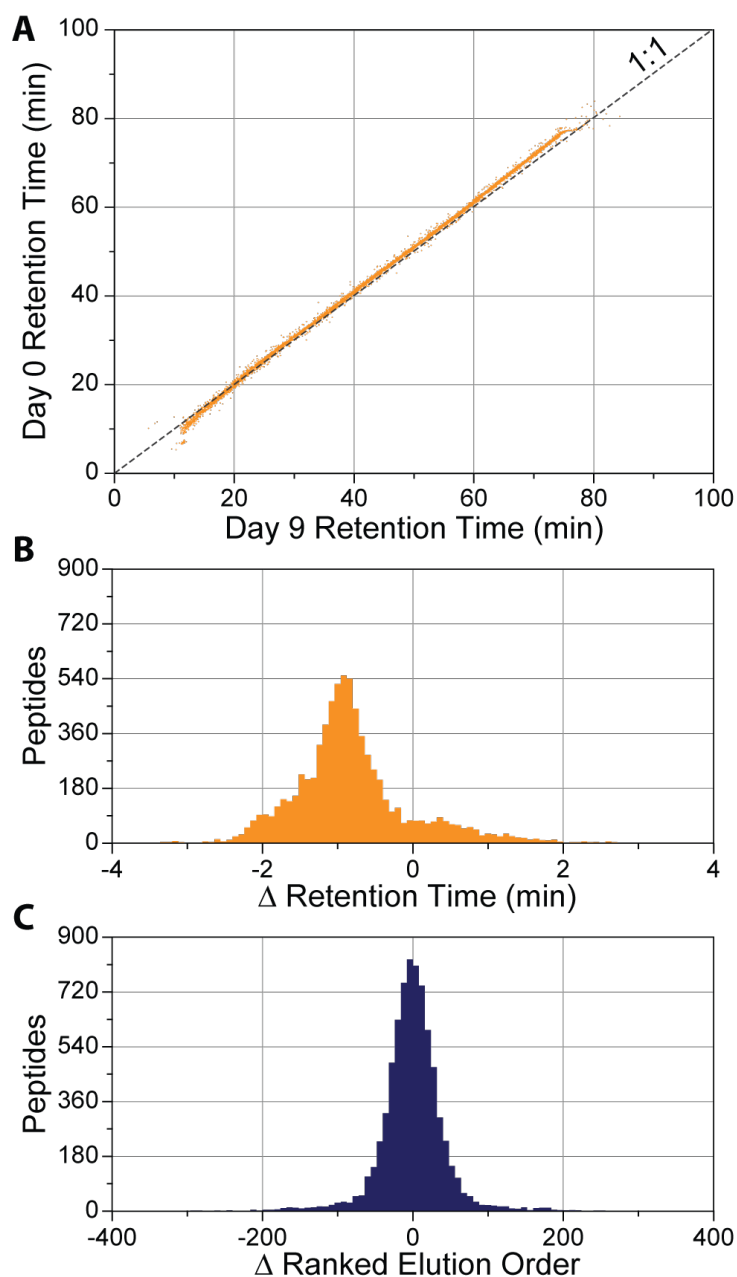 A
100
80
60
40
20
0
Day 0 Retention Time (min)
1:1
0 20 40 60 80 100
Day 9 Retention Time (min)
B
900
720
540
360
180
0
Peptides
-4 -2 0 2 4
Δ Retention Time (min)
C
900
720
540
360
180
0
Peptides
-400 -200 0 200 400
Δ Ranked Elution Order